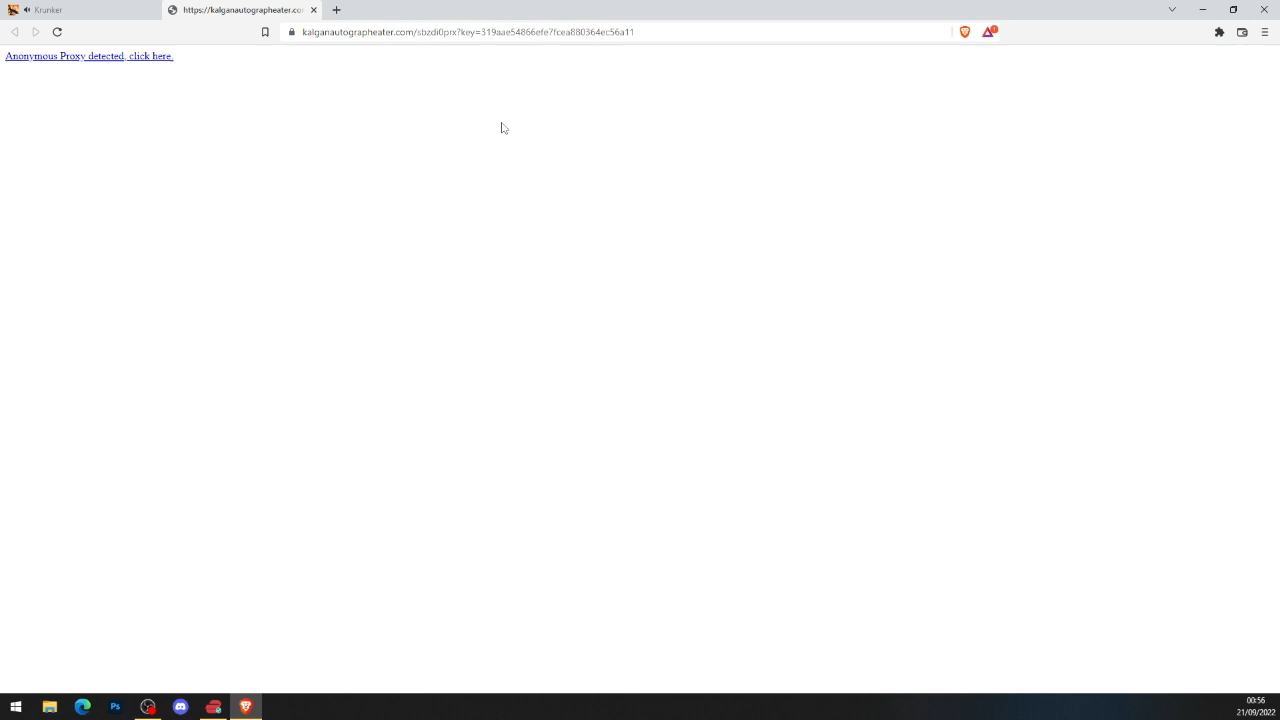 Krunker
https://kalganautographeater.co
kalganautographeater.com/sbzdi0prx?key=319aae54866efe7fcea880364ec56a11
Anonymous Proxy detected, click here.
Ps
00:56
21/09/2022